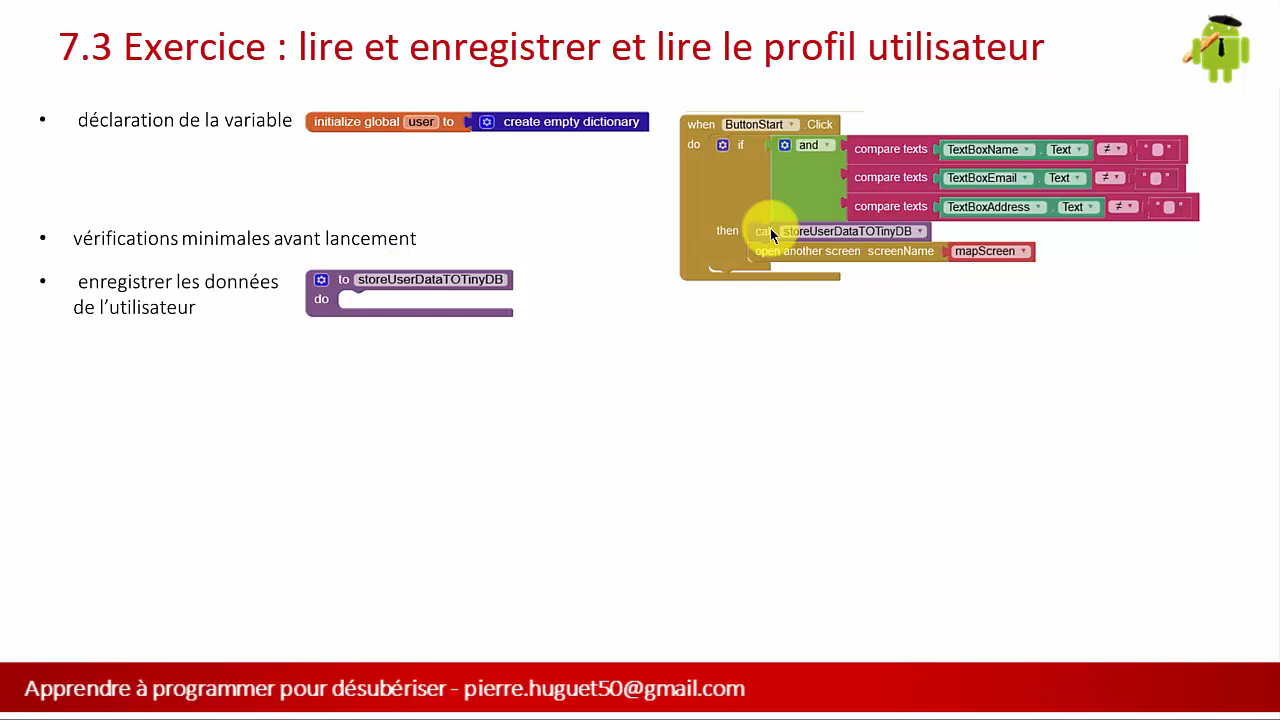 7.3 Exercice : lire et enregistrer et lire le profil utilisateur
• déclaration de la variable
initialize global user to create empty dictionary
• vérifications minimales avant lancement
• enregistrer les données
de l’utilisateur
to storeUserDataTOTinyDB
do
when ButtonStart .Click
do if and compare texts TextBoxName . Text ≠ “ ”
compare texts TextBoxEmail . Text ≠ “ ”
compare texts TextBoxAddress . Text ≠ “ ”
then call storeUserDataTOTinyDB
open another screen screenName mapScreen
Apprendre à programmer pour désubériser - pierre.huguet50@gmail.com